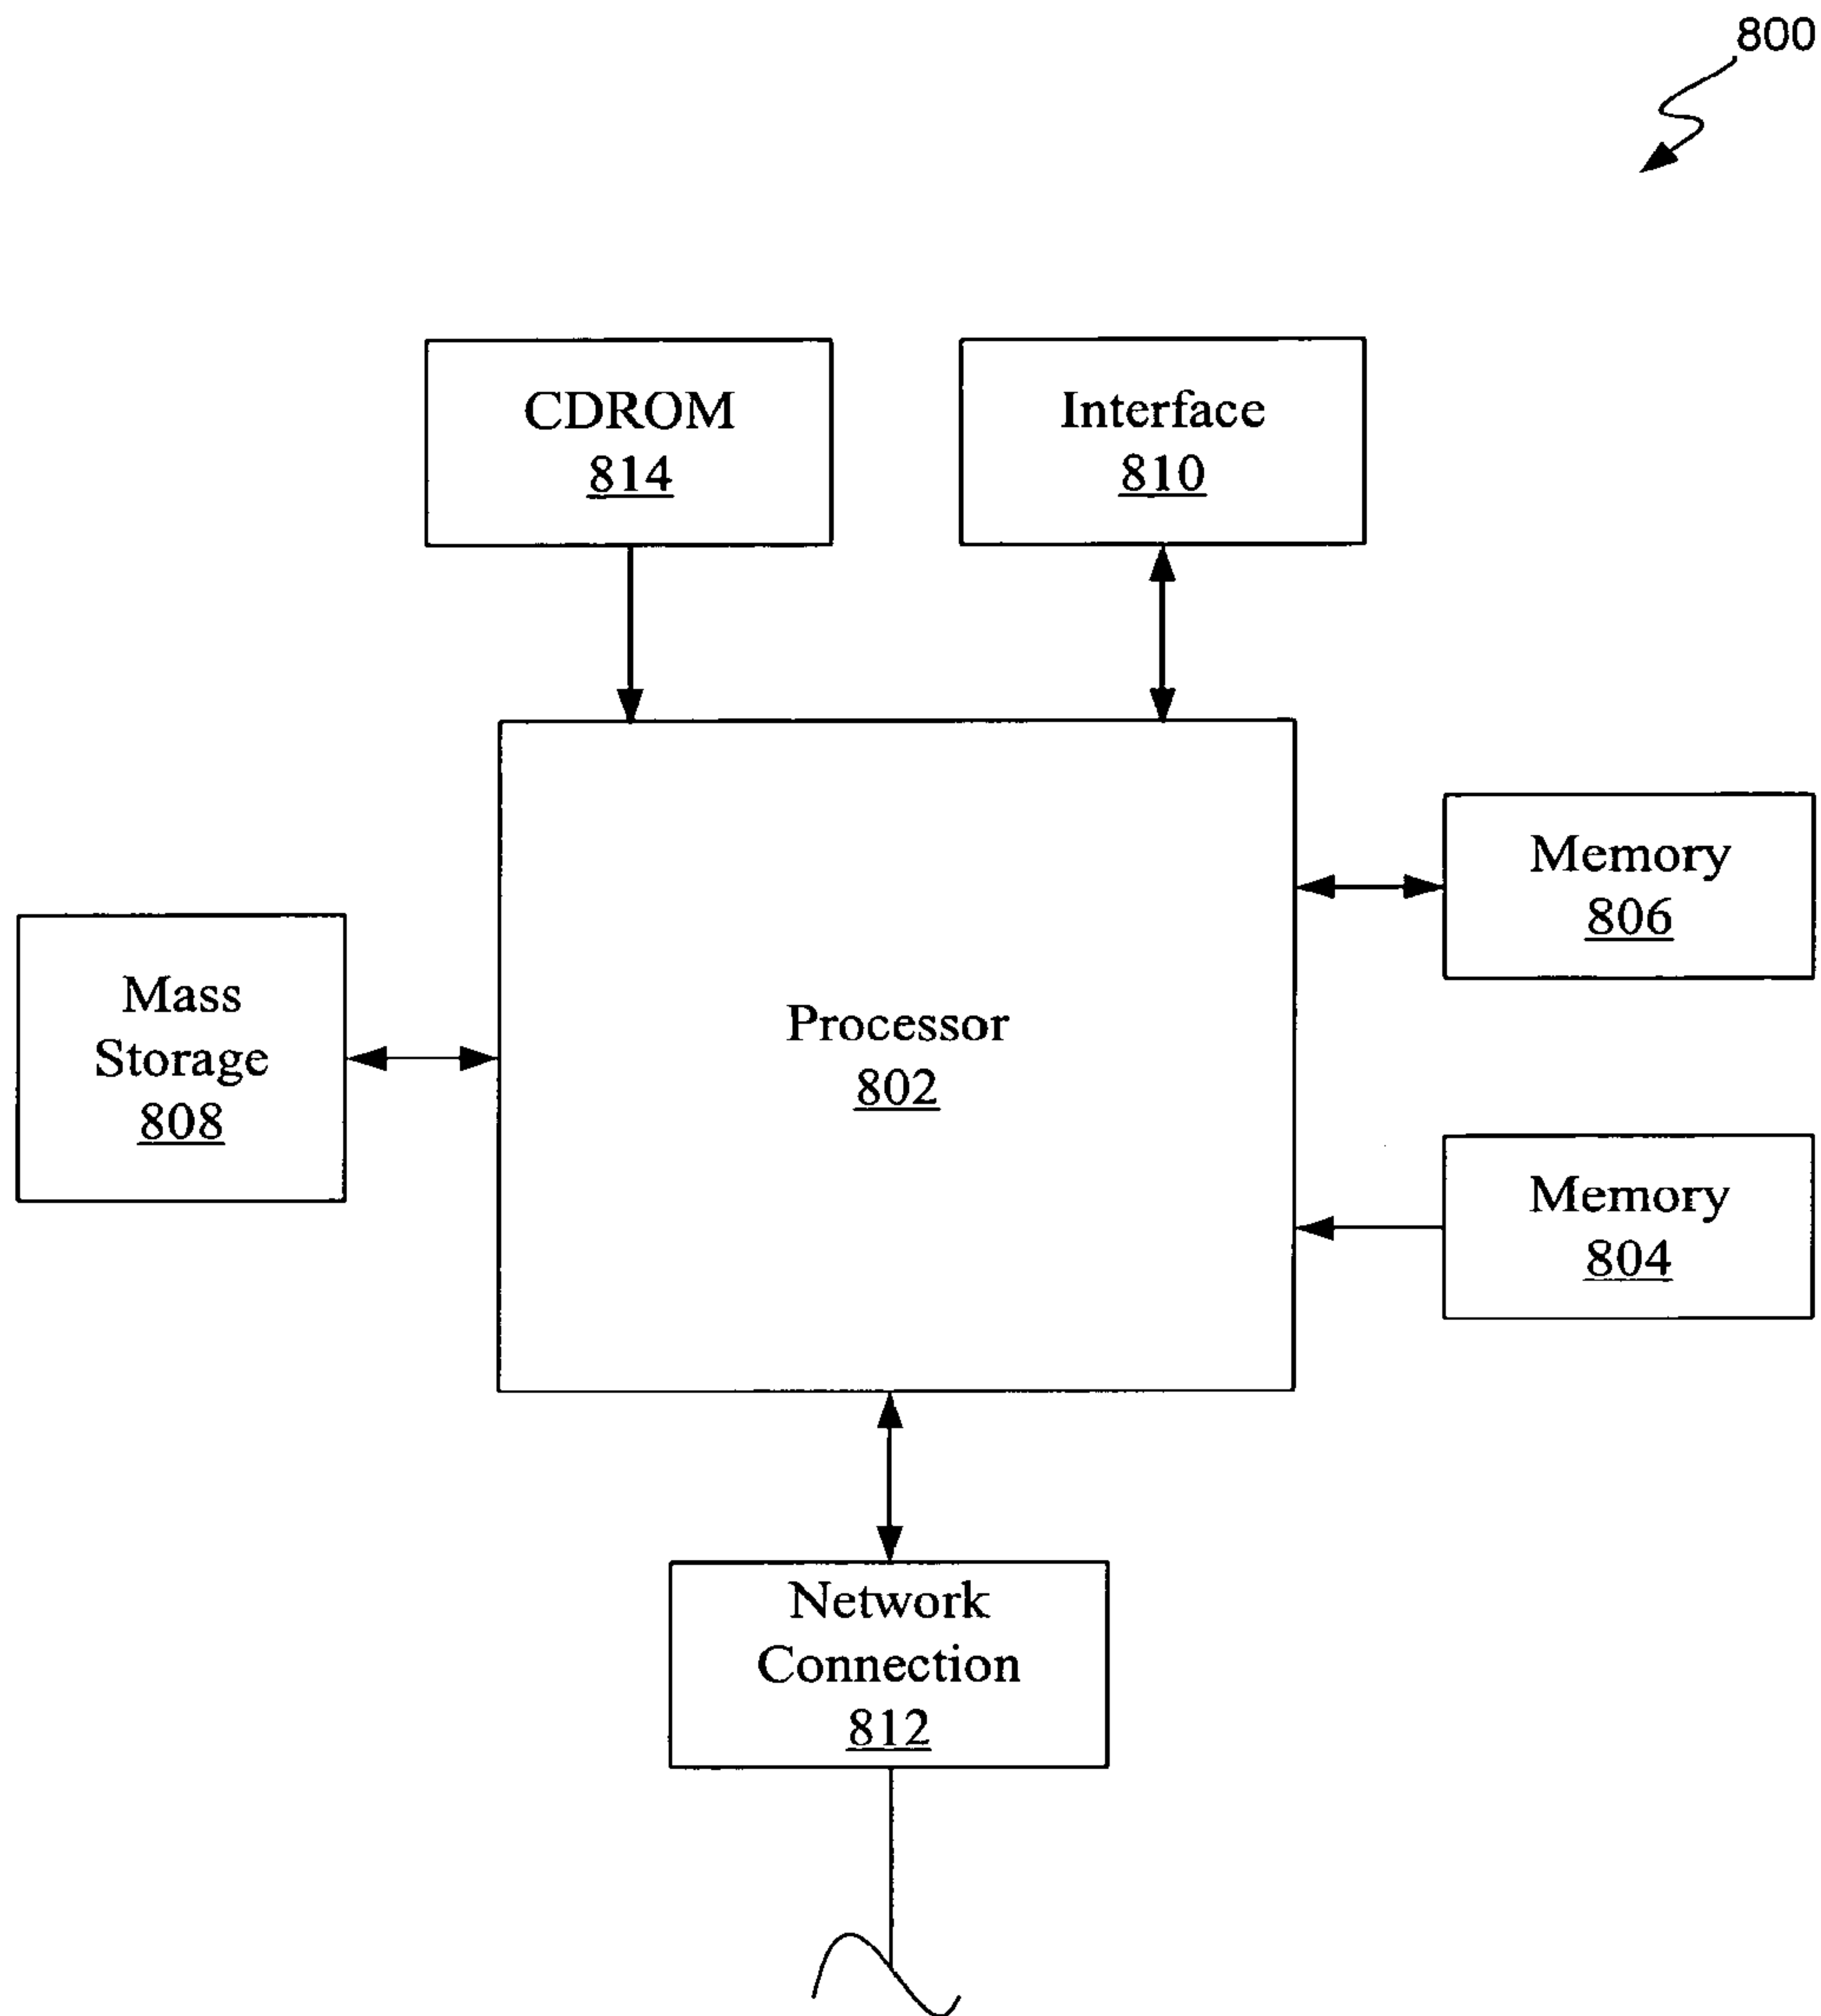 800
CDROM
814
Interface
810
Memory
806
Mass
Storage
808
Processor
802
Memory
804
Network
Connection
812